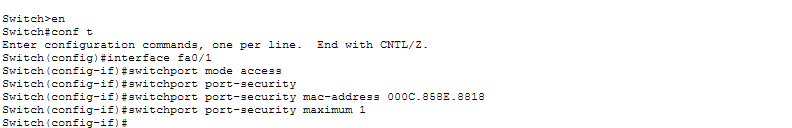 Switch>en
Switch#conf t
Enter configuration commands, one per line.  End with CNTL/Z.
Switch(config)#interface fa0/1
Switch(config-if)#switchport mode access
Switch(config-if)#switchport port-security
Switch(config-if)#switchport port-security mac-address 000C.858E.8818
Switch(config-if)#switchport port-security maximum 1
Switch(config-if)#